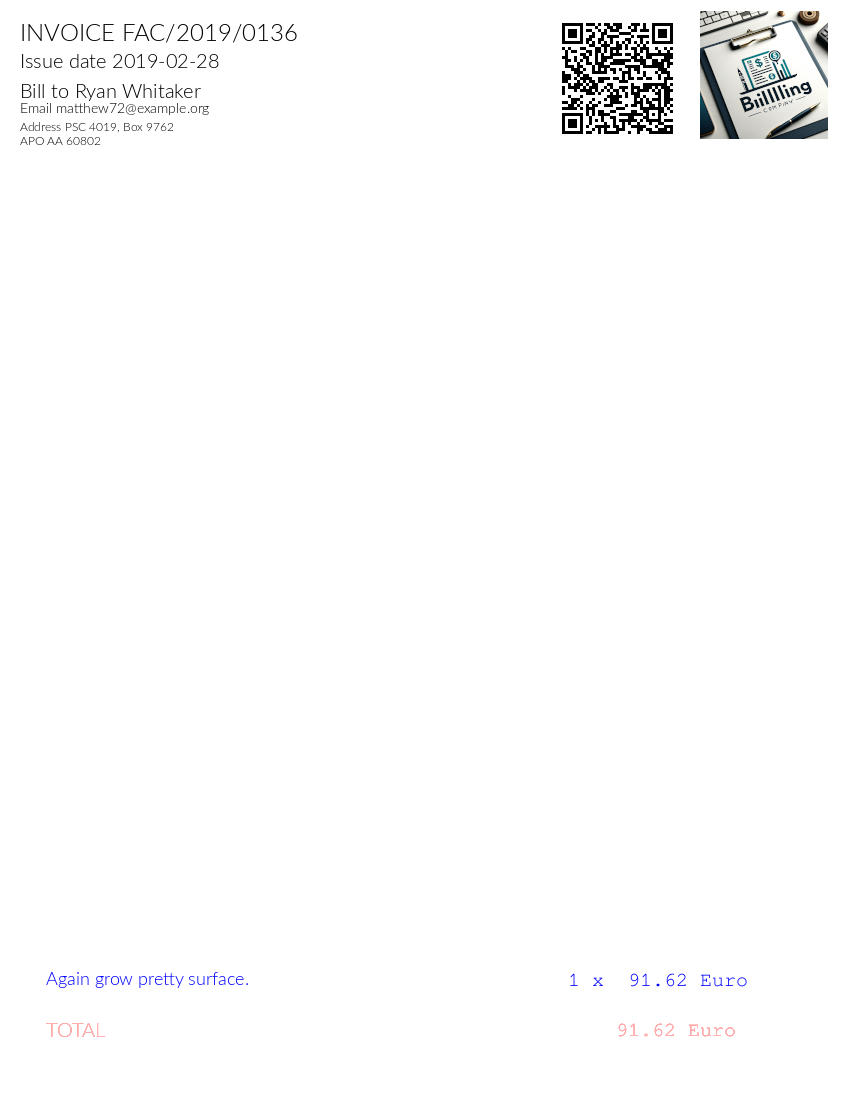 INVOICE FAC/2019/0136
Issue date 2019-02-28
Bill to Ryan Whitaker
Email matthew72@example.org
Address PSC 4019, Box 9762
APO AA 60802
Biillling
COMPANY
Again grow pretty surface. 1 x 91.62 Euro
TOTAL 91.62 Euro